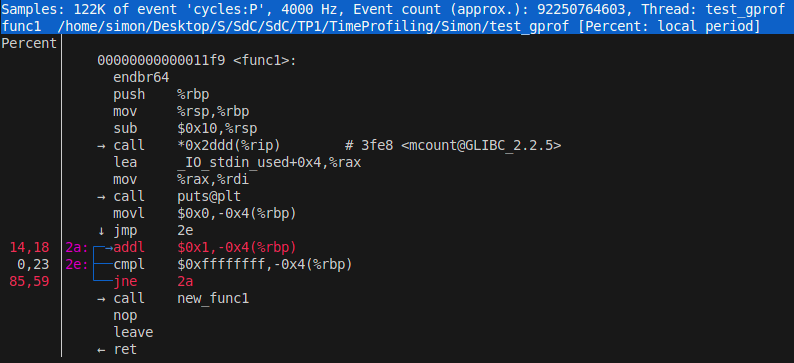 Samples: 122K of event 'cycles:P', 4000 Hz, Event count (approx.): 92250764603, Thread: test_gprof
func1  /home/simon/Desktop/S/SdC/SdC/TP1/TimeProfiling/Simon/test_gprof [Percent: local period]
Percent
00000000000011f9 <func1>:
endbr64
push    %rbp
mov     %rsp,%rbp
sub     $0x10,%rsp
→ call    *0x2ddd(%rip)        # 3fe8 <mcount@GLIBC_2.2.5>
lea     _IO_stdin_used+0x4,%rax
mov     %rax,%rdi
→ call    puts@plt
movl    $0x0,-0x4(%rbp)
↓ jmp     2e
14,18  2a: →addl    $0x1,-0x4(%rbp)
0,23  2e: cmpl    $0xffffffff,-0x4(%rbp)
85,59  jne     2a
→ call    new_func1
nop
leave
← ret